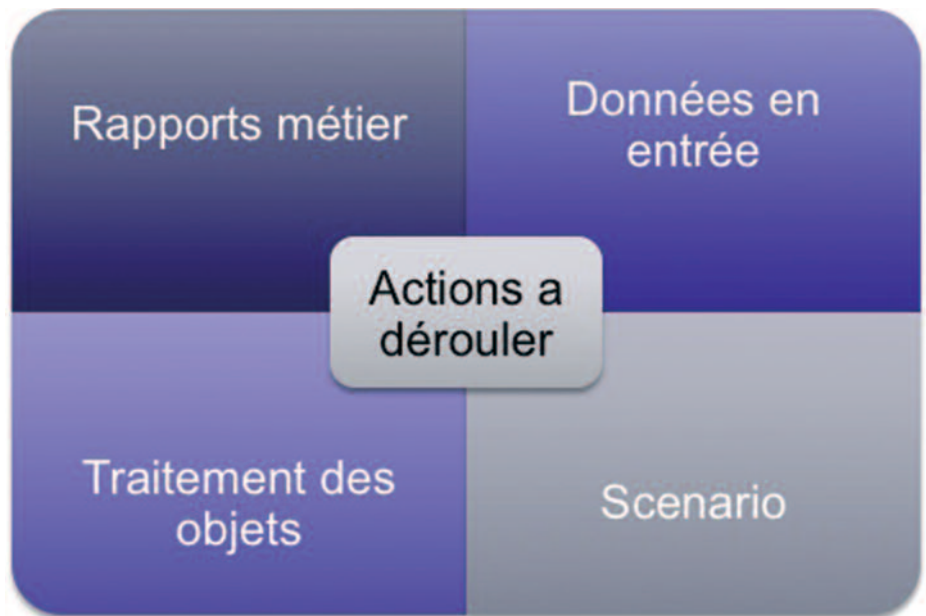 Rapports métier
Données en
entrée
Actions a
dérouler
Traitement des
objets
Scenario